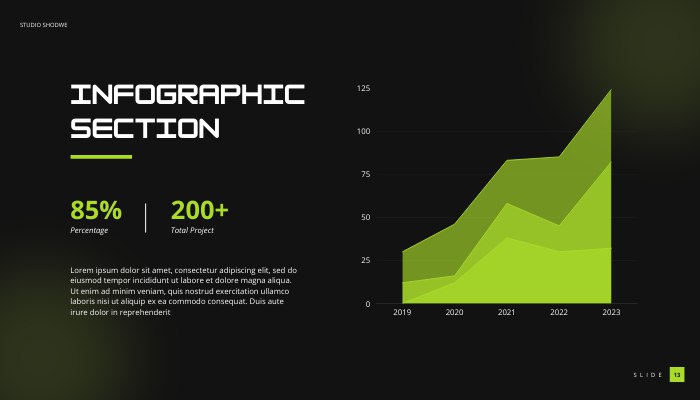 STUDIO SHODWE
INFOGRAPHIC
SECTION
85%
Percentage
200+
Total Project
Lorem ipsum dolor sit amet, consectetur adipiscing elit, sed do
eiusmod tempor incididunt ut labore et dolore magna aliqua.
Ut enim ad minim veniam, quis nostrud exercitation ullamco
laboris nisi ut aliquip ex ea commodo consequat. Duis aute
irure dolor in reprehenderit
125
100
75
50
25
0
2019 2020 2021 2022 2023
SLIDE 13